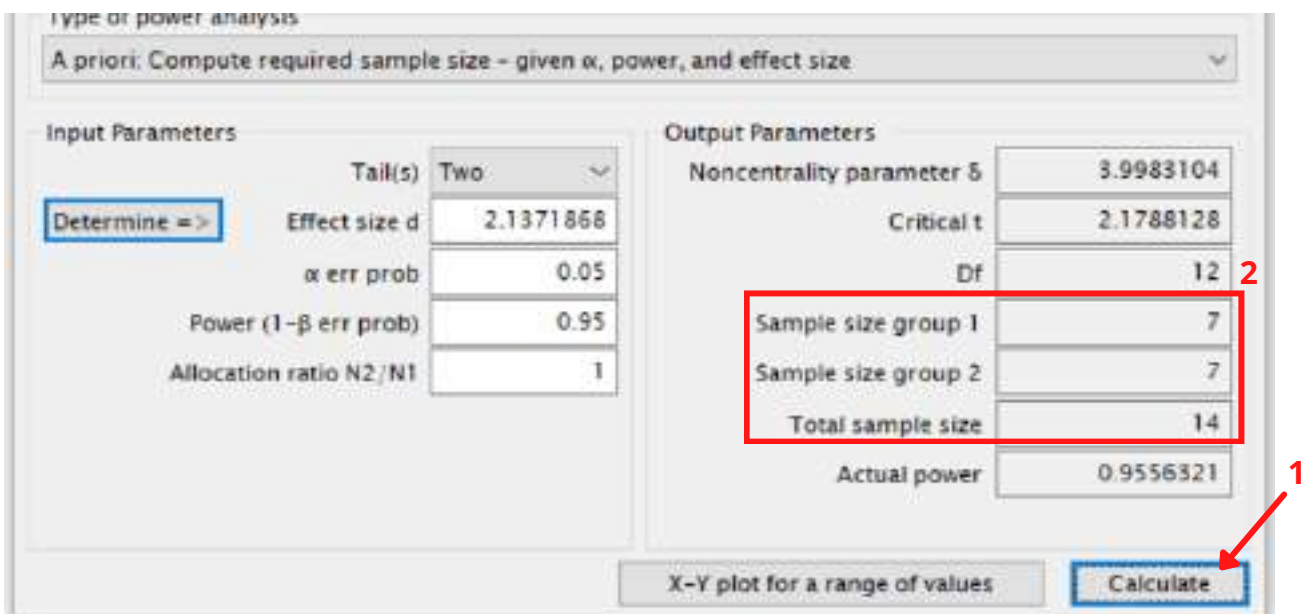 Type of power analysis
A priori: Compute required sample size - given α, power, and effect size
Input Parameters
Tail(s) Two
Determine => Effect size d 2.1371868
α err prob 0.05
Power (1-β err prob) 0.95
Allocation ratio N2/N1 1
Output Parameters
Noncentrality parameter δ 3.9983104
Critical t 2.1788128
Df 12
2
Sample size group 1 7
Sample size group 2 7
Total sample size 14
Actual power 0.9556321
1
X-Y plot for a range of values
Calculate